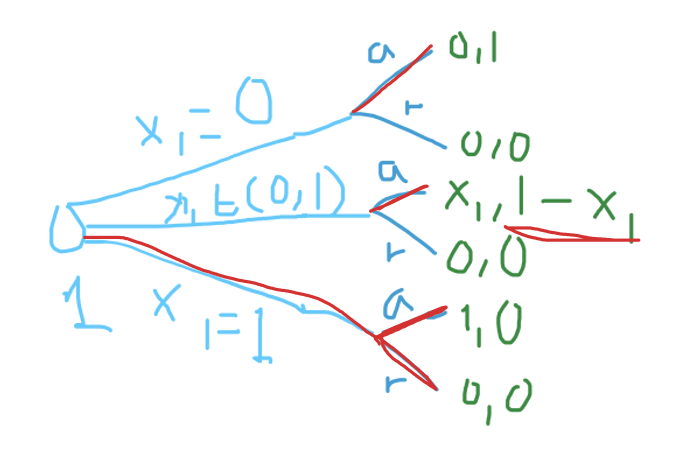 a 0,1
x₁=0
r
0,0
a
x₁, 1-x₁
x₁ t(0,1)
r 0,0
a 1,0
1 x₁=1
r 0,0